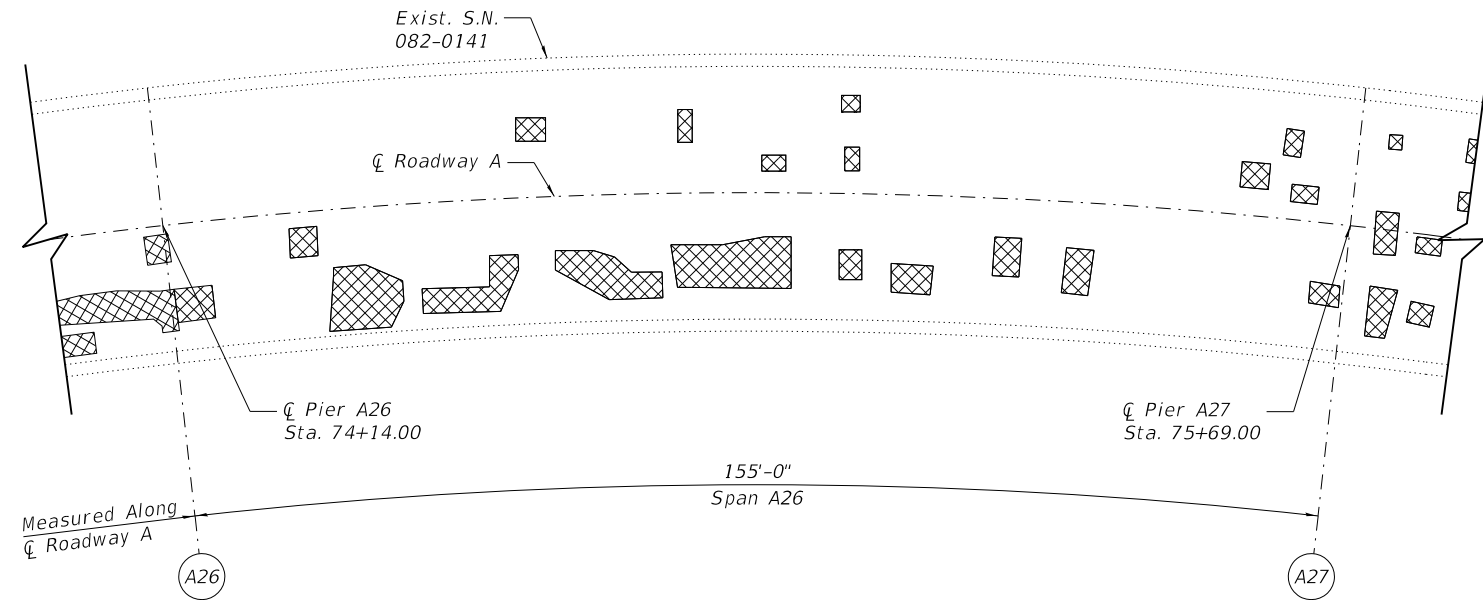 Exist. S.N.
082-0141
℄ Roadway A
℄ Pier A26
Sta. 74+14.00
℄ Pier A27
Sta. 75+69.00
155'-0"
Span A26
Measured Along
℄ Roadway A
A26
A27